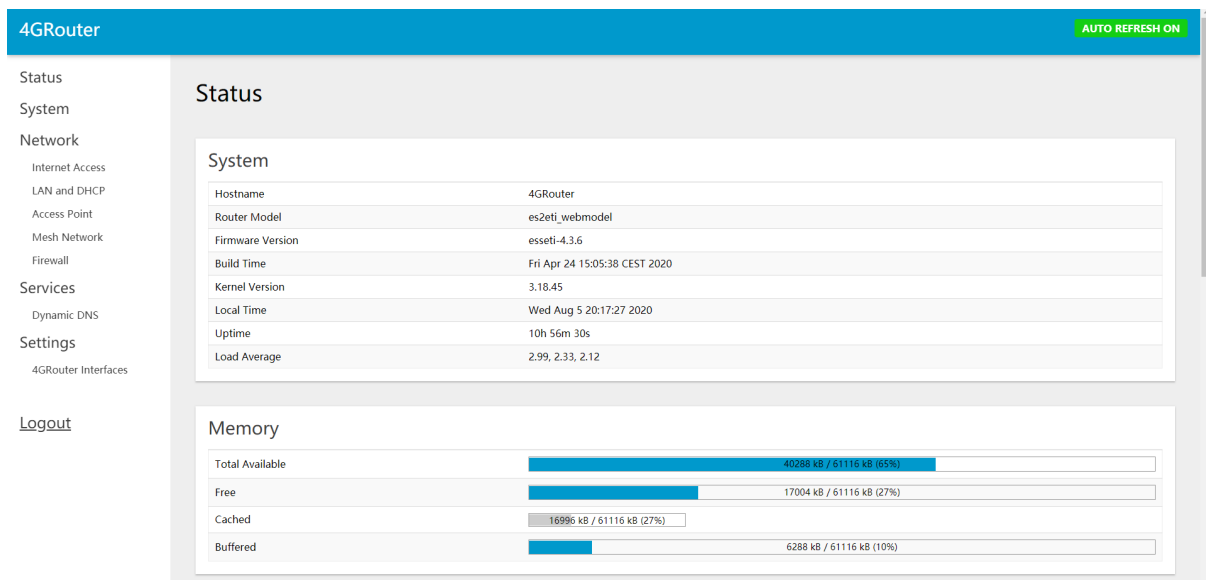 4GRouter
AUTO REFRESH ON
Status
System
Network
Internet Access
LAN and DHCP
Access Point
Mesh Network
Firewall
Services
Dynamic DNS
Settings
4GRouter Interfaces
Logout
Status
System
Hostname 4GRouter
Router Model es2eti_webmodel
Firmware Version esseti-4.3.6
Build Time Fri Apr 24 15:05:38 CEST 2020
Kernel Version 3.18.45
Local Time Wed Aug 5 20:17:27 2020
Uptime 10h 56m 30s
Load Average 2.99, 2.33, 2.12
Memory
Total Available 40288 kB / 61116 kB (65%)
Free 17004 kB / 61116 kB (27%)
Cached 16996 kB / 61116 kB (27%)
Buffered 6288 kB / 61116 kB (10%)